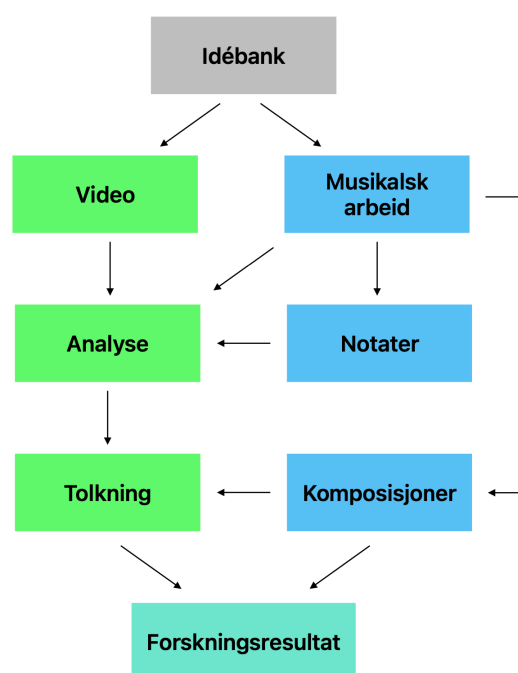 Idébank
Video
Musikalsk
arbeid
Analyse
Notater
Tolkning
Komposisjoner
Forskningsresultat